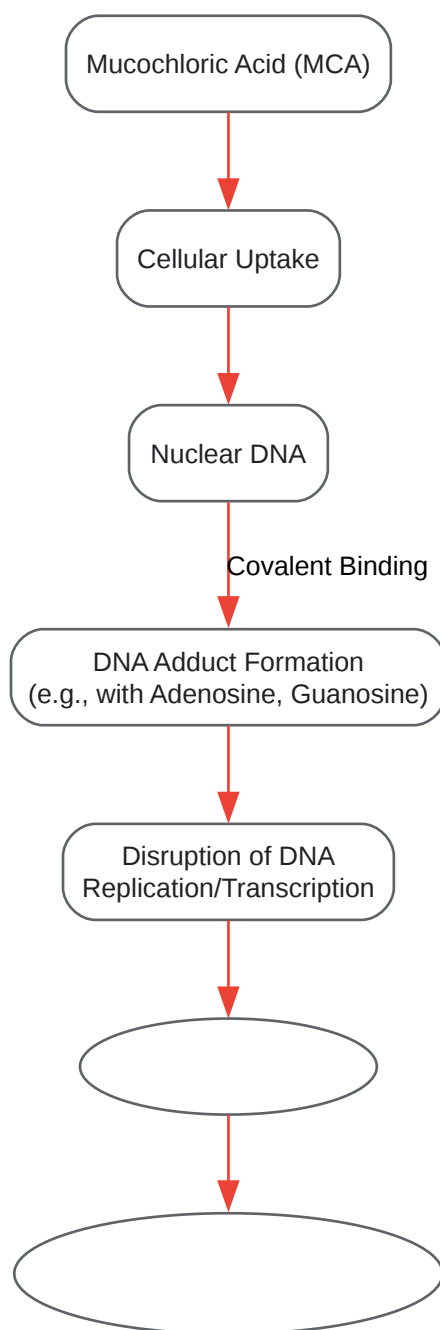 Mucochloric Acid (MCA)
Cellular Uptake
Nuclear DNA
Covalent Binding
DNA Adduct Formation
(e.g., with Adenosine, Guanosine)
Disruption of DNA
Replication/Transcription